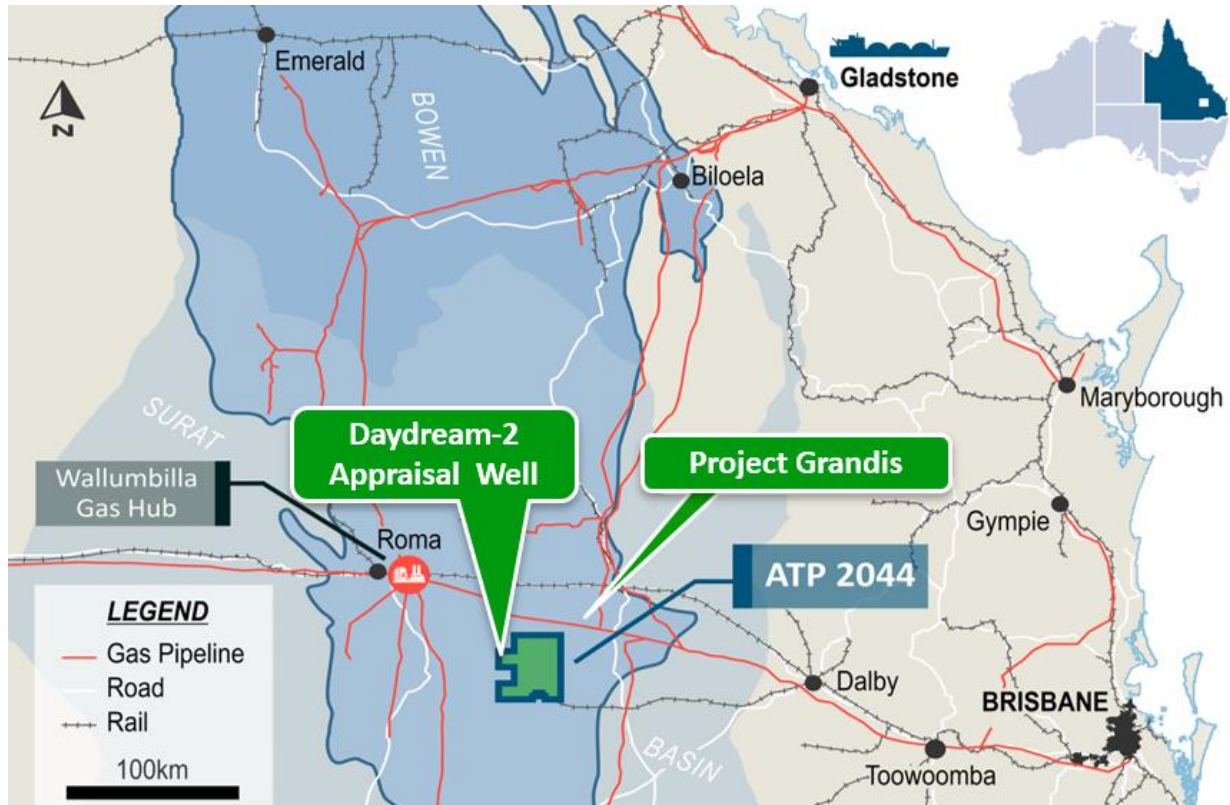 Emerald
N
BOWEN
Gladstone
Biloela
Maryborough
SURAT
Daydream-2
Appraisal Well
Project Grandis
Wallumbilla
Gas Hub
Roma
Gympie
ATP 2044
LEGEND
Gas Pipeline
Road
Rail
100km
Dalby
BRISBANE
BASIN
Toowoomba